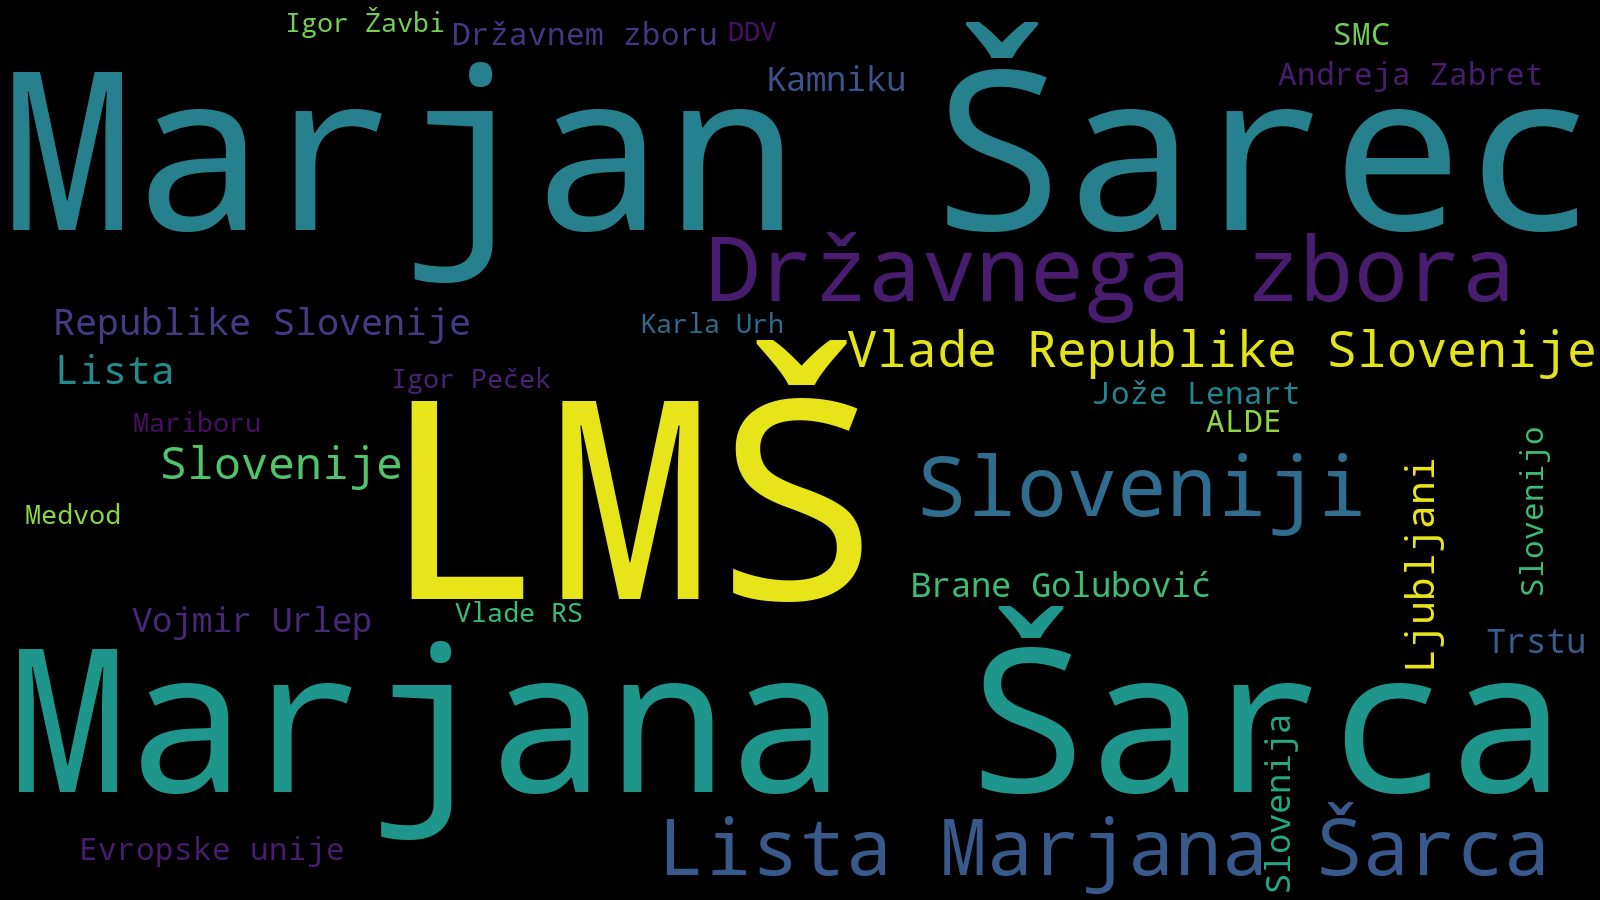 Igor Žavbi
Državnem zboru
DDV
SMC
Kamniku
Andreja Zabret
Marjan Šarec
Državnega zbora
Republike Slovenije
Karla Urh
Vlade Republike Slovenije
Lista
Igor Peček
Jože Lenart
Mariboru
ALDE
Slovenije
LMŠ
Sloveniji
Ljubljani
Slovenijo
Medvod
Brane Golubović
Vojmir Urlep
Vlade RS
Trstu
Marjana Šarca
Slovenija
Evropske unije
Lista Marjana Šarca